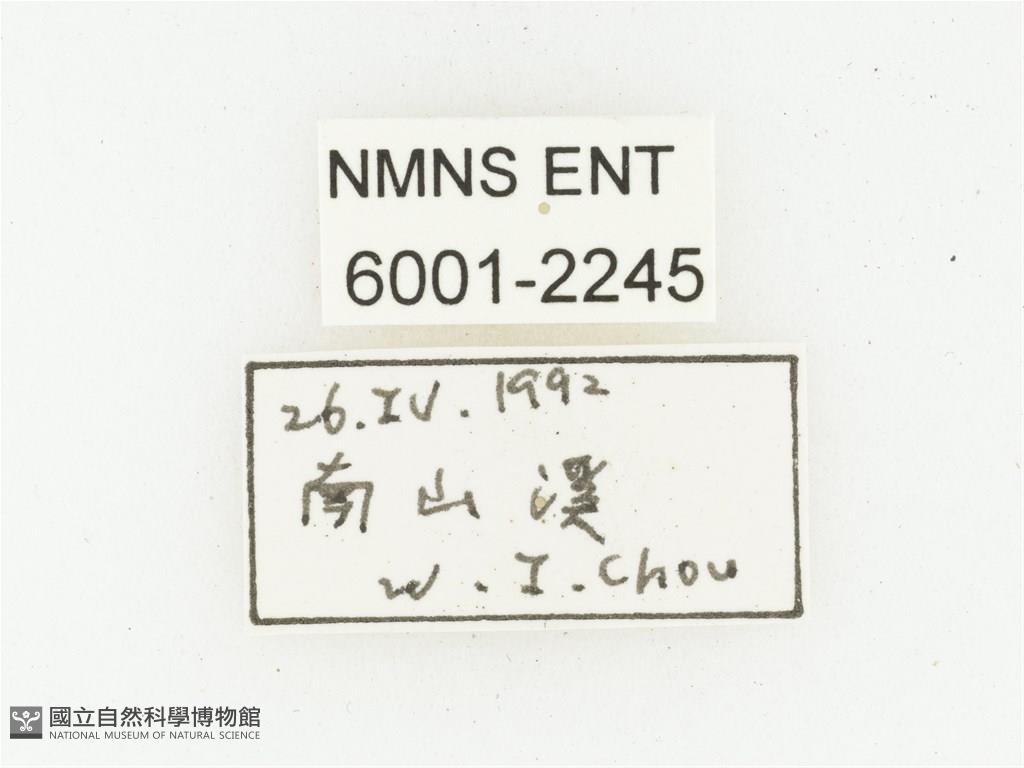 NMNS ENT
6001-2245
26.IV.1992
南山溪
W.I.Chou
國立自然科學博物館
NATIONAL MUSEUM OF NATURAL SCIENCE